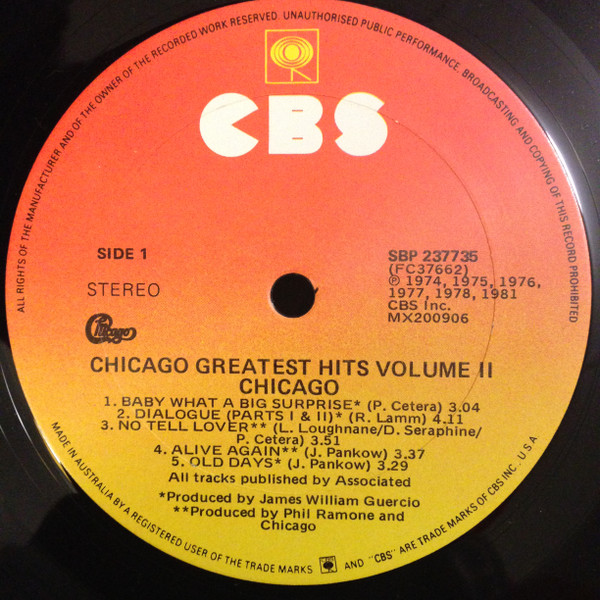 ALL RIGHTS OF THE MANUFACTURER AND OF THE OWNER OF THE RECORDED WORK RESERVED. UNAUTHORISED PUBLIC PERFORMANCE, BROADCASTING AND COPYING OF THIS RECORD PROHIBITED
CBS
SIDE 1
STEREO
SBP 237735
(FC37662)
℗ 1974, 1975, 1976,
1977, 1978, 1981
CBS Inc.
MX200906
Chicago
CHICAGO GREATEST HITS VOLUME II
CHICAGO
1. BABY WHAT A BIG SURPRISE* (P. Cetera) 3.04
2. DIALOGUE (PARTS I & II)* (R. Lamm) 4.11
3. NO TELL LOVER** (L. Loughnane/D. Seraphine/
P. Cetera) 3.51
4. ALIVE AGAIN** (J. Pankow) 3.37
5. OLD DAYS* (J. Pankow) 3.29
All tracks published by Associated
*Produced by James William Guercio
**Produced by Phil Ramone and
Chicago
MADE IN AUSTRALIA BY A REGISTERED USER OF THE TRADE MARKS AND "CBS" ARE TRADE MARKS OF CBS INC., U.S.A